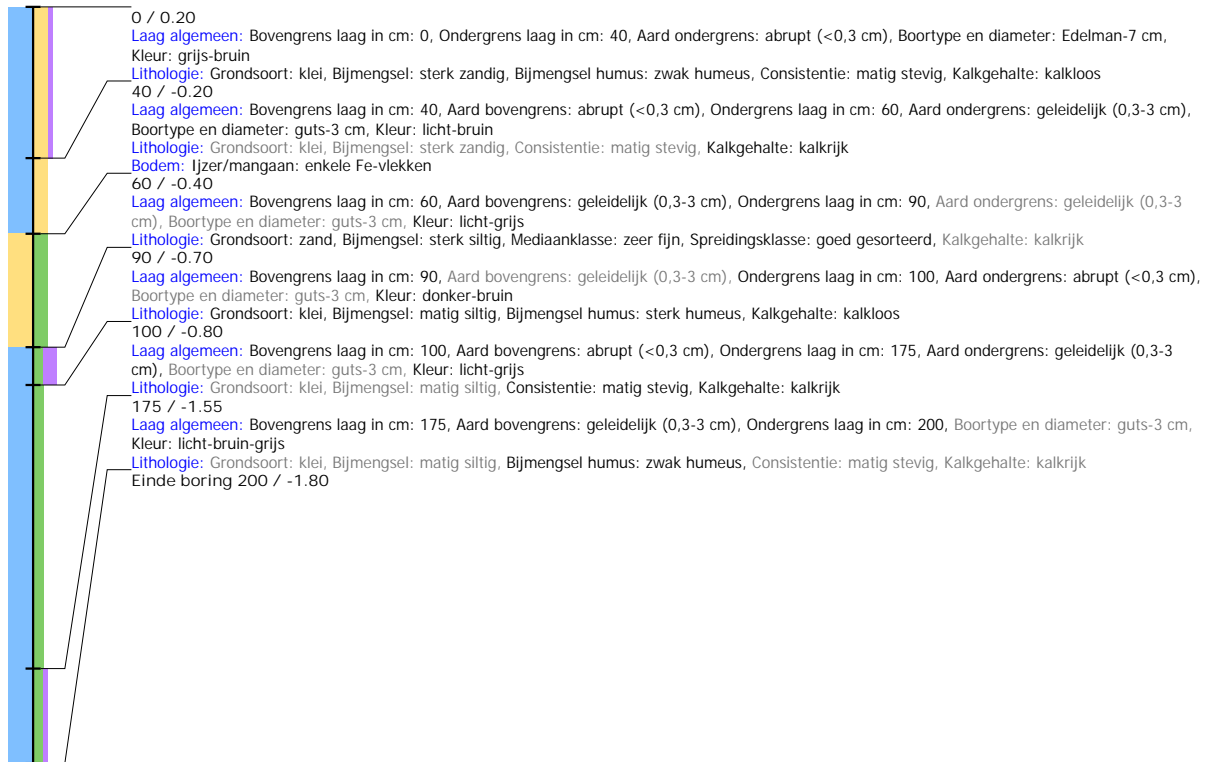 0 / 0.20
Laag algemeen: Bovengrens laag in cm: 0, Ondergrens laag in cm: 40, Aard ondergrens: abrupt (<0,3 cm), Boortype en diameter: Edelman-7 cm,
Kleur: grijs-bruin
Lithologie: Grondsoort: klei, Bijmengsel: sterk zandig, Bijmengsel humus: zwak humeus, Consistentie: matig stevig, Kalkgehalte: kalkloos
40 / -0.20
Laag algemeen: Bovengrens laag in cm: 40, Aard bovengrens: abrupt (<0,3 cm), Ondergrens laag in cm: 60, Aard ondergrens: geleidelijk (0,3-3 cm),
Boortype en diameter: guts-3 cm, Kleur: licht-bruin
Lithologie: Grondsoort: klei, Bijmengsel: sterk zandig, Consistentie: matig stevig, Kalkgehalte: kalkrijk
Bodem: Ijzer/mangaan: enkele Fe-vlekken
60 / -0.40
Laag algemeen: Bovengrens laag in cm: 60, Aard bovengrens: geleidelijk (0,3-3 cm), Ondergrens laag in cm: 90, Aard ondergrens: geleidelijk (0,3-3
cm), Boortype en diameter: guts-3 cm, Kleur: licht-grijs
Lithologie: Grondsoort: zand, Bijmengsel: sterk siltig, Mediaanklasse: zeer fijn, Spreidingsklasse: goed gesorteerd, Kalkgehalte: kalkrijk
90 / -0.70
Laag algemeen: Bovengrens laag in cm: 90, Aard bovengrens: geleidelijk (0,3-3 cm), Ondergrens laag in cm: 100, Aard ondergrens: abrupt (<0,3 cm),
Boortype en diameter: guts-3 cm, Kleur: donker-bruin
Lithologie: Grondsoort: klei, Bijmengsel: matig siltig, Bijmengsel humus: sterk humeus, Kalkgehalte: kalkloos
100 / -0.80
Laag algemeen: Bovengrens laag in cm: 100, Aard bovengrens: abrupt (<0,3 cm), Ondergrens laag in cm: 175, Aard ondergrens: geleidelijk (0,3-3
cm), Boortype en diameter: guts-3 cm, Kleur: licht-grijs
Lithologie: Grondsoort: klei, Bijmengsel: matig siltig, Consistentie: matig stevig, Kalkgehalte: kalkrijk
175 / -1.55
Laag algemeen: Bovengrens laag in cm: 175, Aard bovengrens: geleidelijk (0,3-3 cm), Ondergrens laag in cm: 200, Boortype en diameter: guts-3 cm,
Kleur: licht-bruin-grijs
Lithologie: Grondsoort: klei, Bijmengsel: matig siltig, Bijmengsel humus: zwak humeus, Consistentie: matig stevig, Kalkgehalte: kalkrijk
Einde boring 200 / -1.80